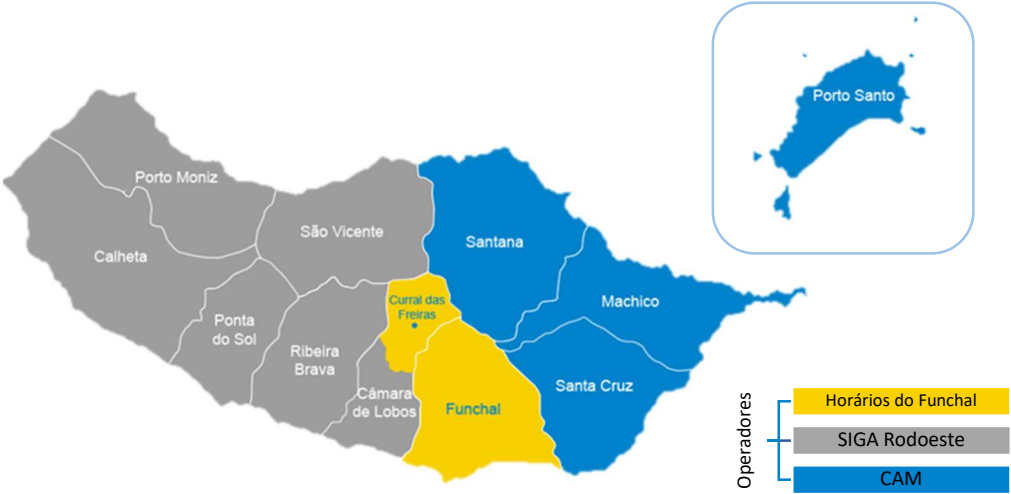 Porto Santo
Porto Moniz
São Vicente
Santana
Calheta
Curral das
Freiras
Machico
Ponta
do Sol
Ribeira
Brava
Santa Cruz
Câmara
de Lobos
Funchal
Operadores
Horários do Funchal
SIGA Rodoeste
CAM